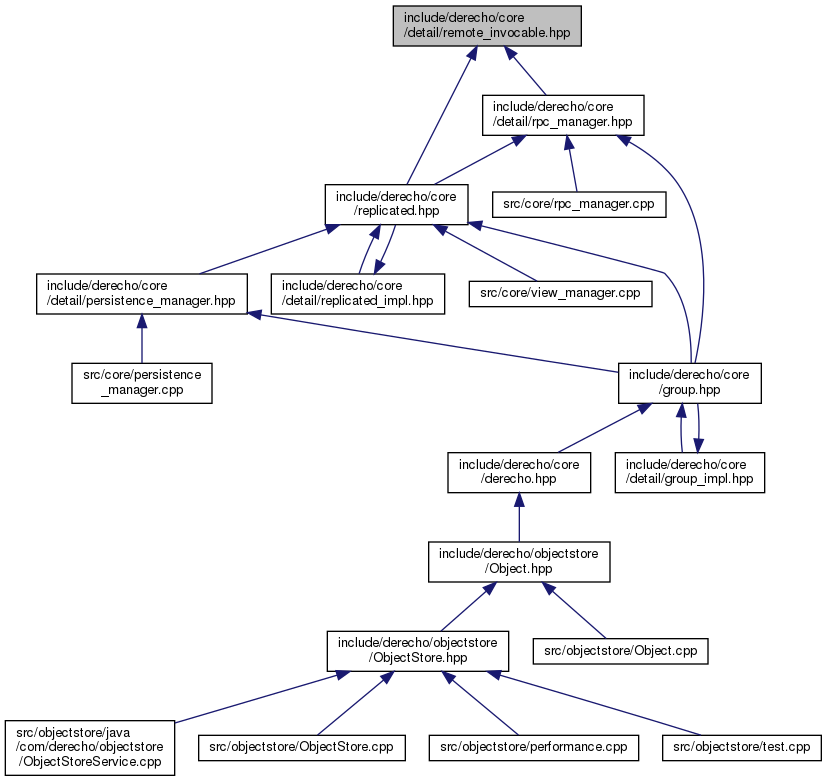 include/derecho/core
/detail/remote_invocable.hpp
include/derecho/core
/detail/rpc_manager.hpp
include/derecho/core
/replicated.hpp
src/core/rpc_manager.cpp
include/derecho/core
/detail/persistence_manager.hpp
include/derecho/core
/detail/replicated_impl.hpp
src/core/view_manager.cpp
src/core/persistence
_manager.cpp
include/derecho/core
/group.hpp
include/derecho/core
/derecho.hpp
include/derecho/core
/detail/group_impl.hpp
include/derecho/objectstore
/Object.hpp
include/derecho/objectstore
/ObjectStore.hpp
src/objectstore/Object.cpp
src/objectstore/java
/com/derecho/objectstore
/ObjectStoreService.cpp
src/objectstore/ObjectStore.cpp
src/objectstore/performance.cpp
src/objectstore/test.cpp